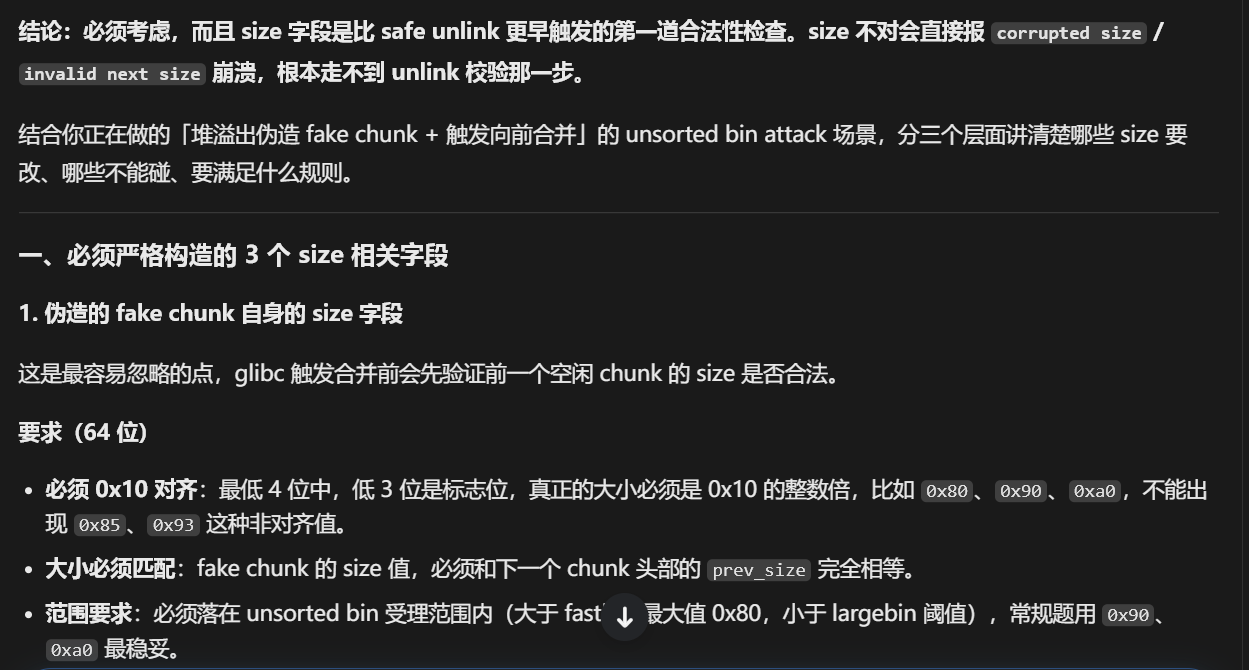 结论：必须考虑，而且 size 字段是比 safe unlink 更早触发的第一道合法性检查。size 不对会直接报 corrupted size /
invalid next size 崩溃，根本走不到 unlink 校验那一步。
结合你正在做的「堆溢出伪造 fake chunk + 触发向前合并」的 unsorted bin attack 场景，分三个层面讲清楚哪些 size 要
改、哪些不能碰、要满足什么规则。
一、必须严格构造的 3 个 size 相关字段
1. 伪造的 fake chunk 自身的 size 字段
这是最容易忽略的点，glibc 触发合并前会先验证前一个空闲 chunk 的 size 是否合法。
要求（64 位）
• 必须 0x10 对齐：最低 4 位中，低 3 位是标志位，真正的大小必须是 0x10 的整数倍，比如 0x80、0x90、0xa0，不能出
现 0x85、0x93 这种非对齐值。
• 大小必须匹配：fake chunk 的 size 值，必须和下一个 chunk 头部的 prev_size 完全相等。
• 范围要求：必须落在 unsorted bin 受理范围内（大于 最大值 0x80，小于 largebin 阈值），常规题用 0x90、
0xa0 最稳妥。